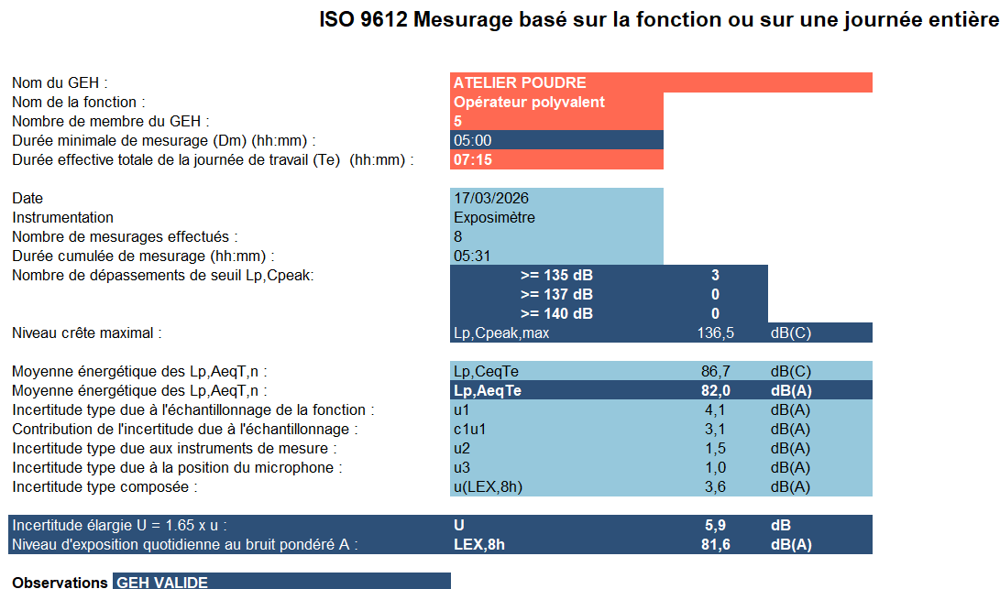 ISO 9612 Mesurage basé sur la fonction ou sur une journée entière
Nom du GEH : ATELIER POUDRE
Nom de la fonction : Opérateur polyvalent
Nombre de membre du GEH : 5
Durée minimale de mesurage (Dm) (hh:mm) : 05:00
Durée effective totale de la journée de travail (Te) (hh:mm) : 07:15
Date 17/03/2026
Instrumentation Exposimètre
Nombre de mesurages effectués : 8
Durée cumulée de mesurage (hh:mm) : 05:31
Nombre de dépassements de seuil Lp,Cpeak: >= 135 dB 3
>= 137 dB 0
>= 140 dB 0
Niveau crête maximal : Lp,Cpeak,max 136,5 dB(C)
Moyenne énergétique des Lp,AeqT,n : Lp,CeqTe 86,7 dB(C)
Moyenne énergétique des Lp,AeqT,n : Lp,AeqTe 82,0 dB(A)
Incertitude type due à l'échantillonnage de la fonction : u1 4,1 dB(A)
Contribution de l'incertitude due à l'échantillonnage : c1u1 3,1 dB(A)
Incertitude type due aux instruments de mesure : u2 1,5 dB(A)
Incertitude type due à la position du microphone : u3 1,0 dB(A)
Incertitude type composée : u(LEX,8h) 3,6 dB(A)
Incertitude élargie U = 1.65 x u : U 5,9 dB
Niveau d'exposition quotidienne au bruit pondéré A : LEX,8h 81,6 dB(A)
Observations GEH VALIDE